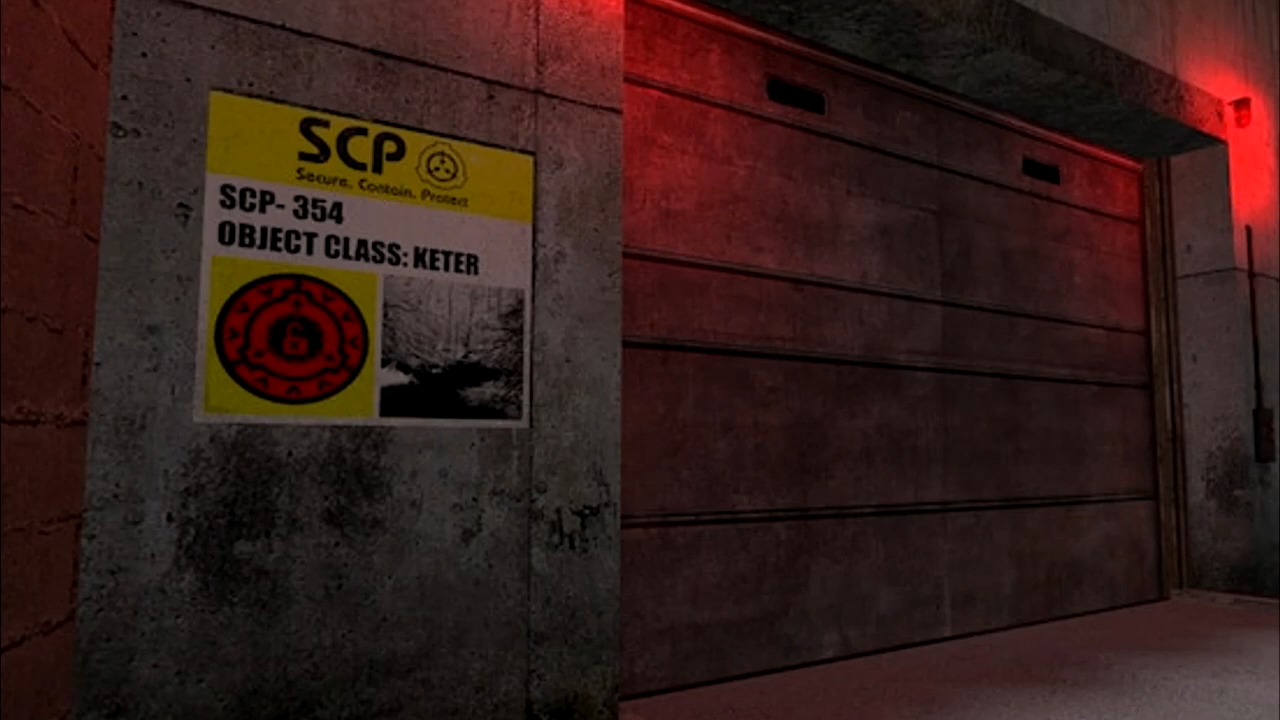 SCP
Secure. Contain. Protect
SCP- 354
OBJECT CLASS: KETER
6